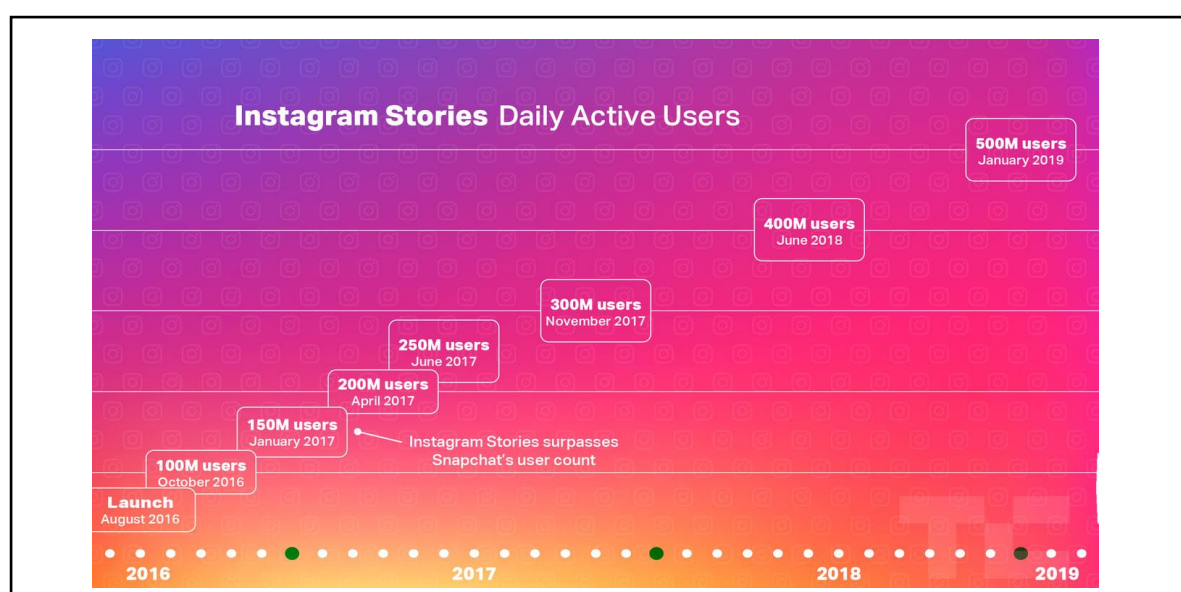 Instagram Stories Daily Active Users
500M users
January 2019
400M users
June 2018
300M users
November 2017
250M users
June 2017
200M users
April 2017
150M users
January 2017
Instagram Stories surpasses
Snapchat's user count
100M users
October 2016
Launch
August 2016
TC
2016 2017 2018 2019